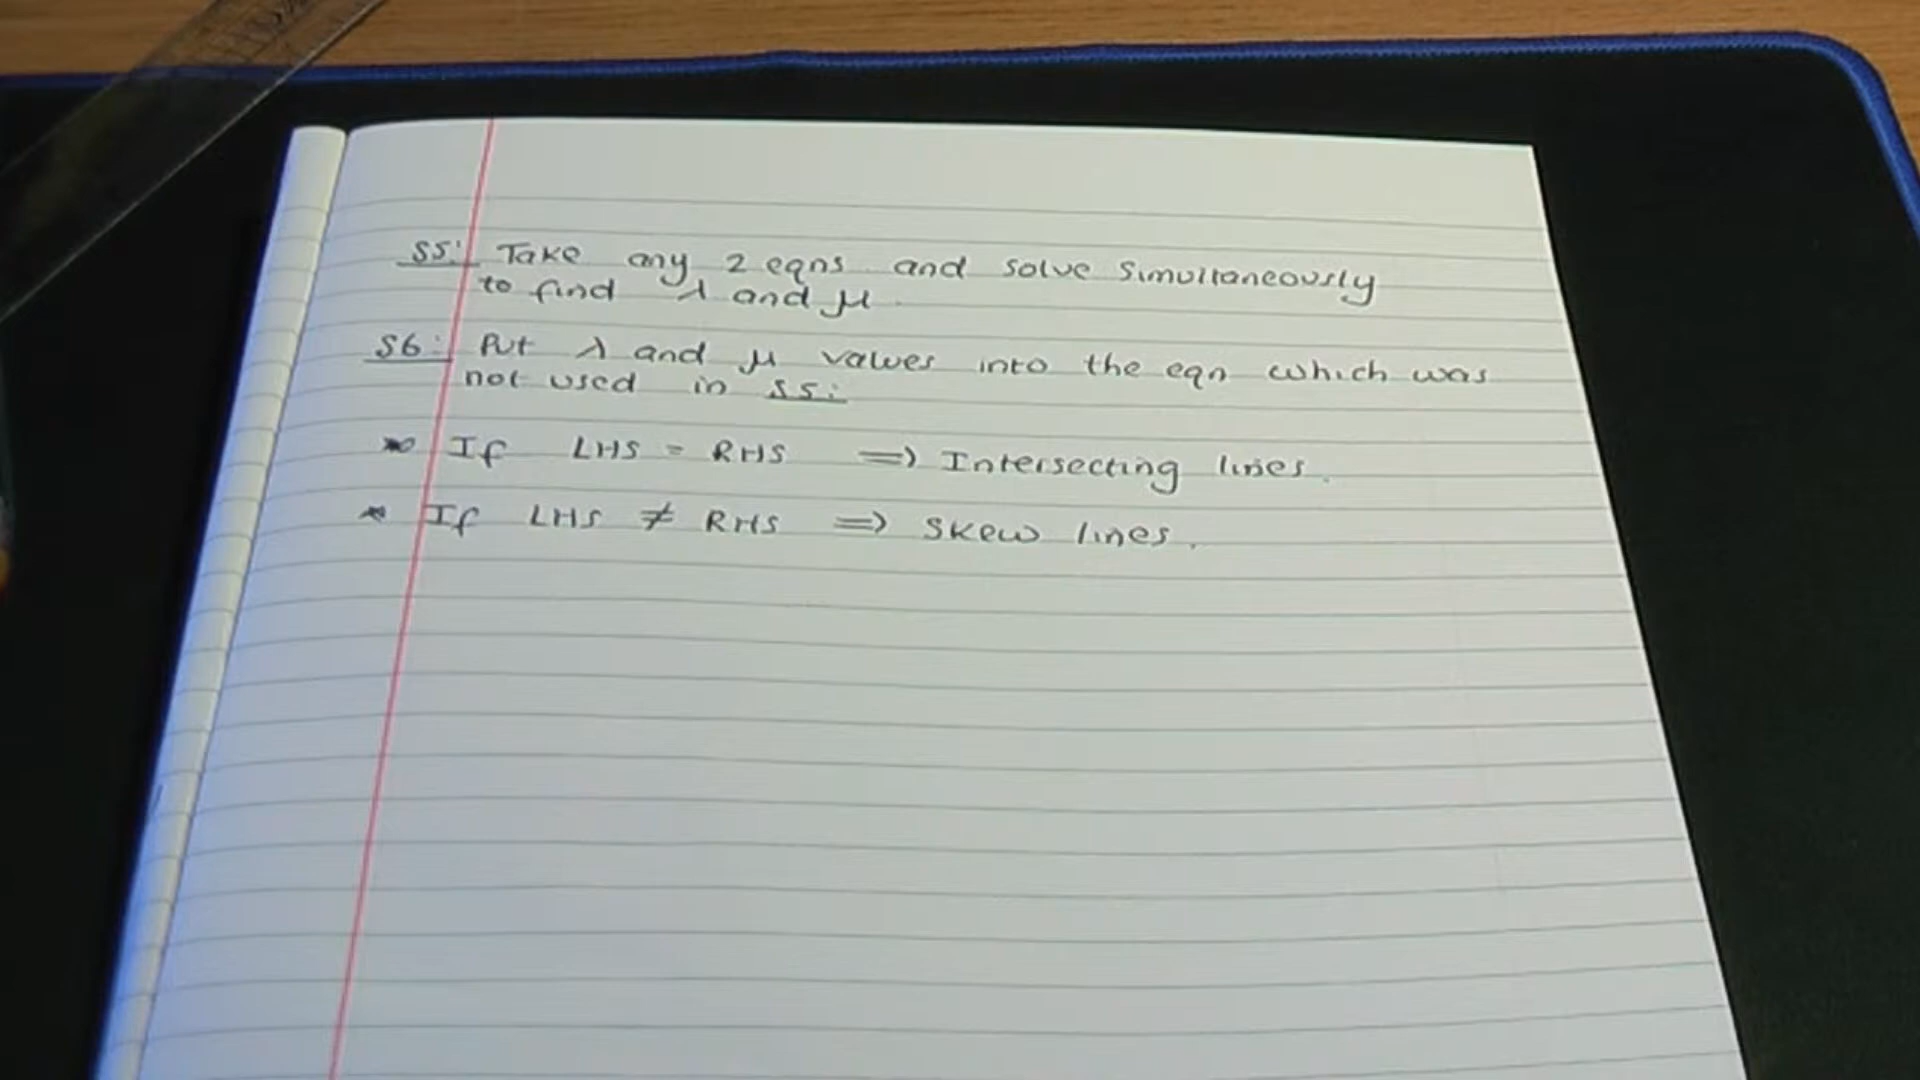 S5: Take any 2 eqns and solve simultaneously
to find λ and μ.
S6: Put λ and μ values into the eqn which was
not used in S5:
* If LHS = RHS ⇒ Intersecting lines.
* If LHS ≠ RHS ⇒ Skew lines.